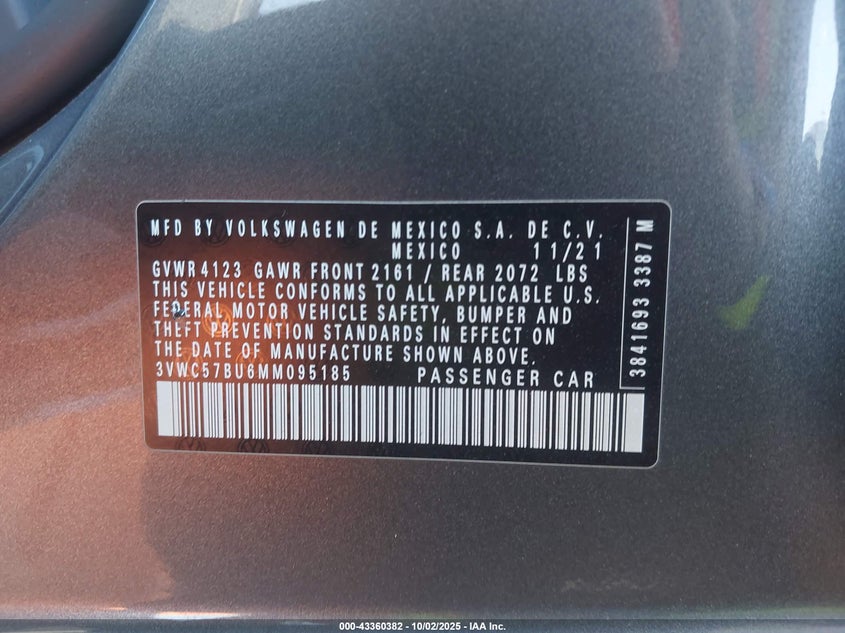 MFD BY VOLKSWAGEN DE MEXICO S.A. DE C.V.
MEXICO 11/21
GVWR 4123 GAWR FRONT 2161 / REAR 2072 LBS
THIS VEHICLE CONFORMS TO ALL APPLICABLE U.S.
FEDERAL MOTOR VEHICLE SAFETY, BUMPER AND
THEFT PREVENTION STANDARDS IN EFFECT ON
THE DATE OF MANUFACTURE SHOWN ABOVE.
3VWC57BU6MM095185 PASSENGER CAR
3841693 3387 M
000-43360382 - 10/02/2025 - IAA Inc.